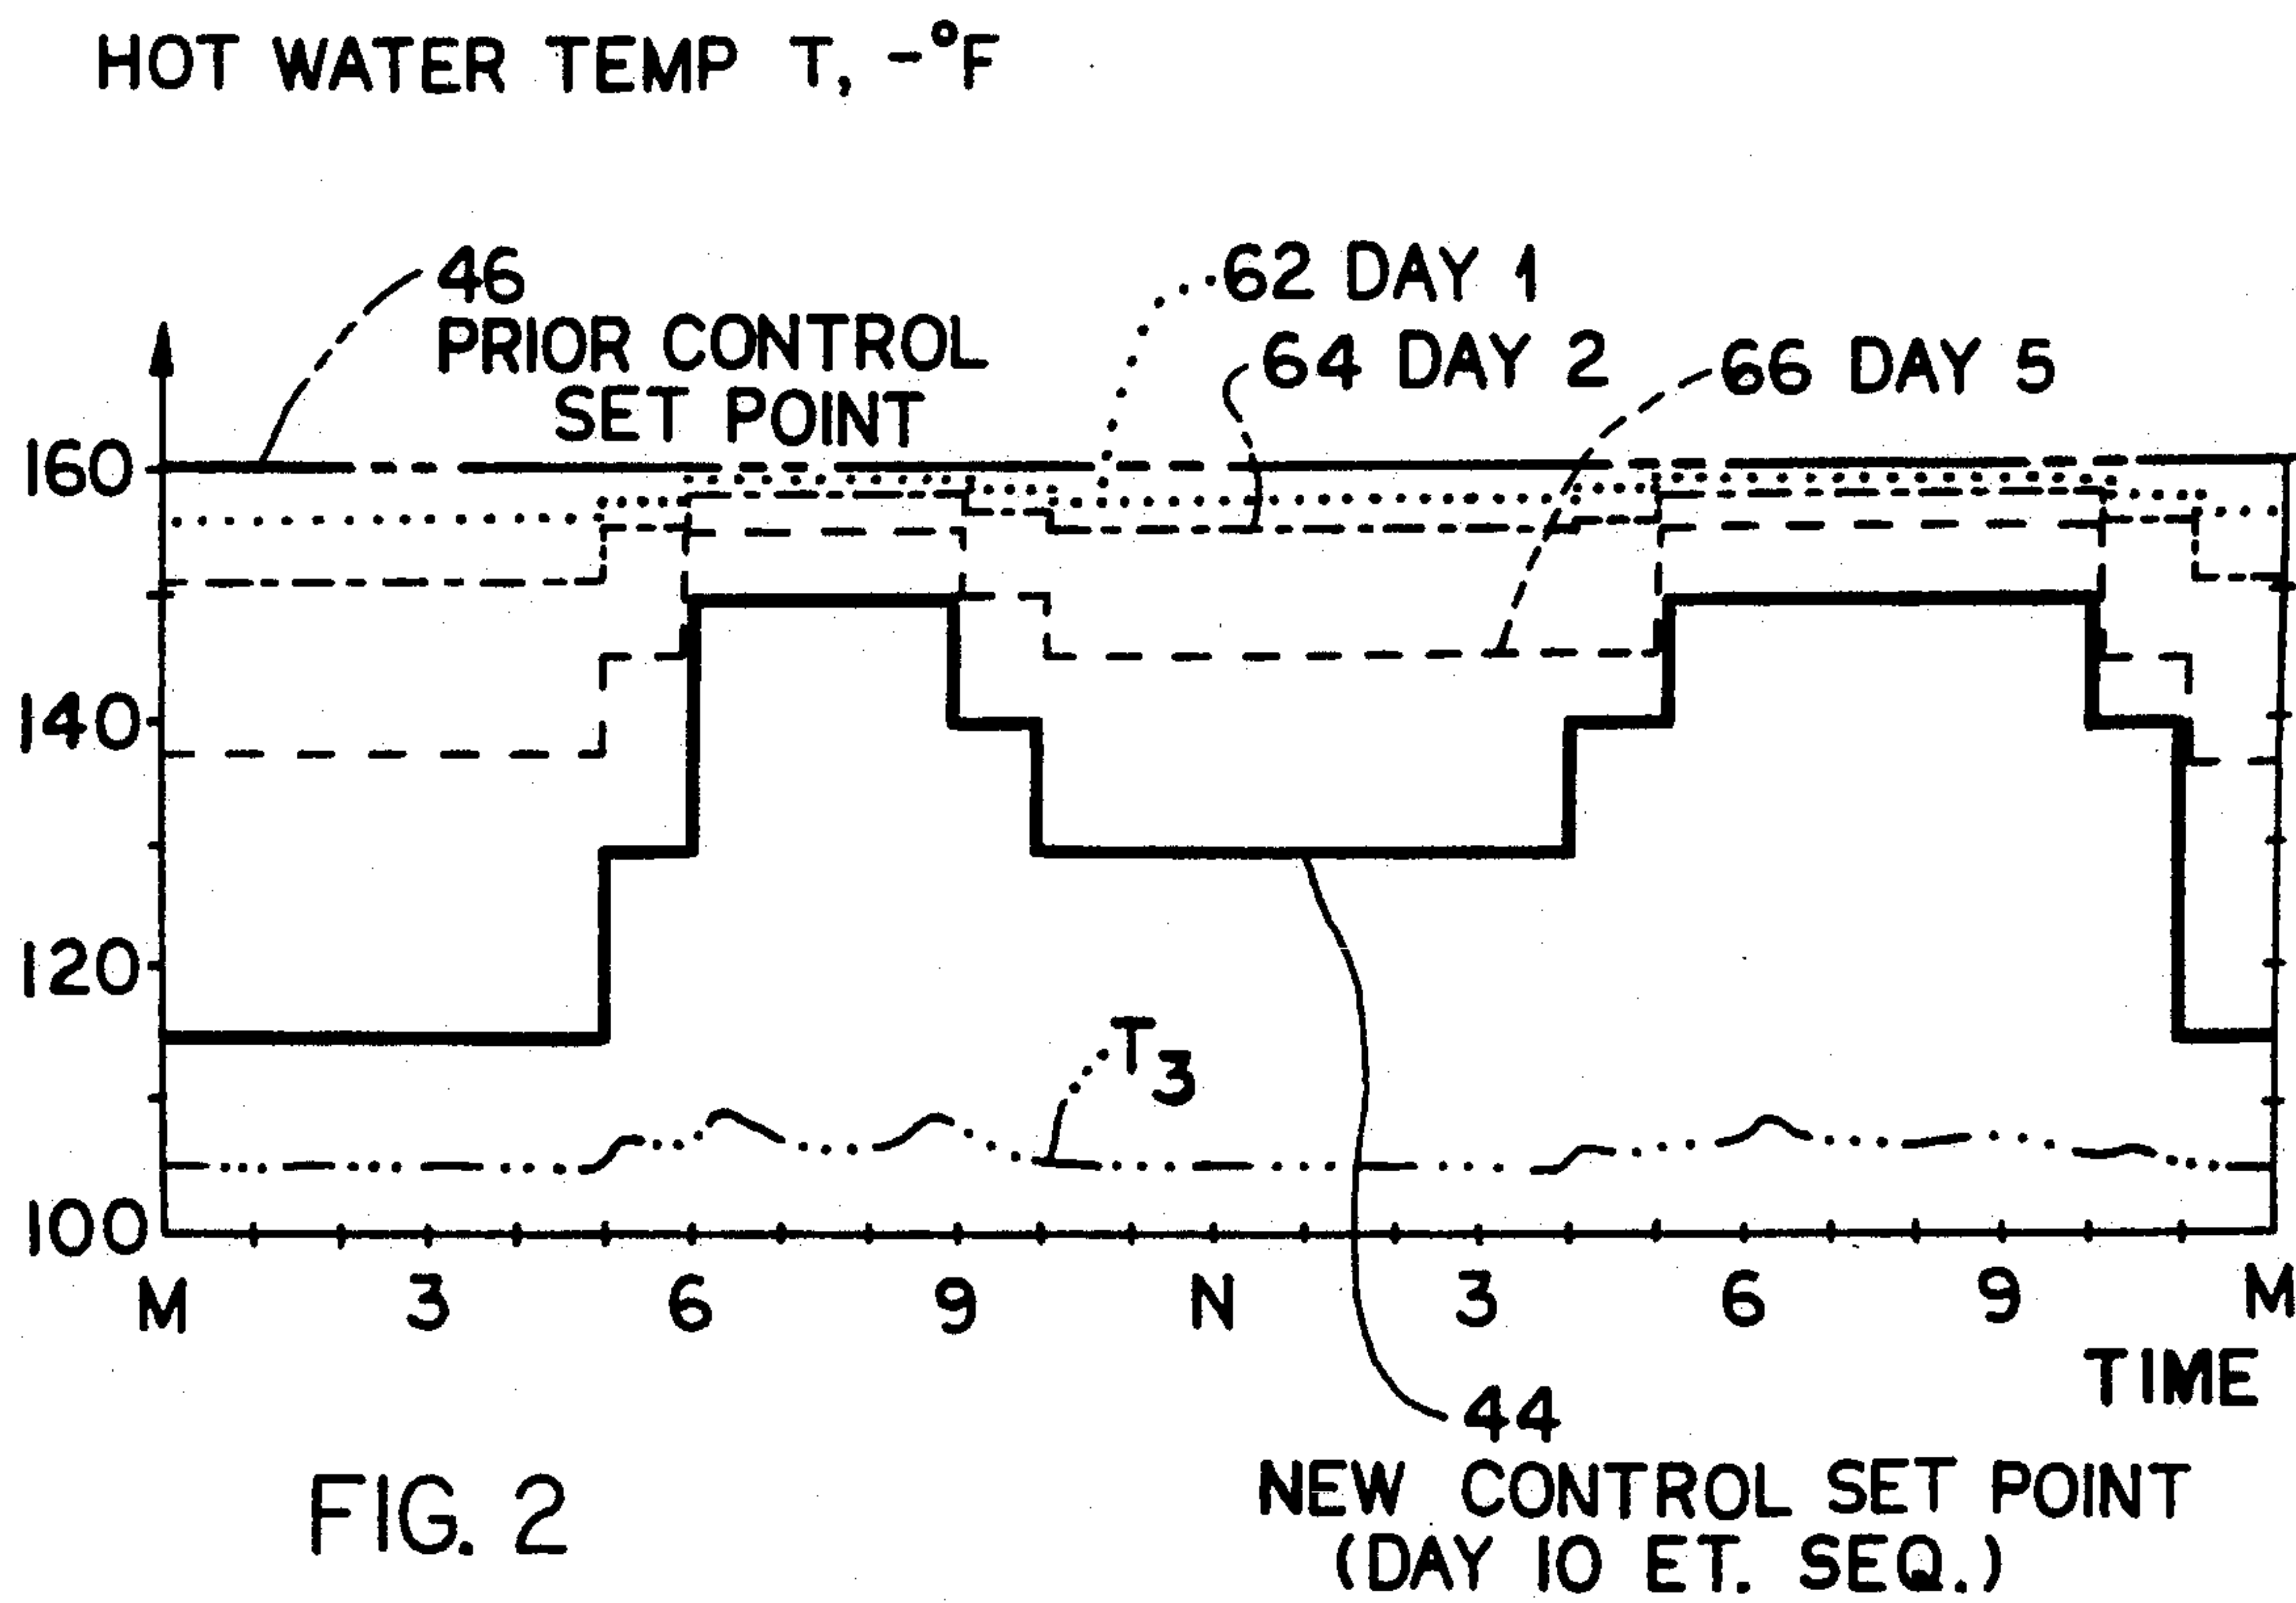 HOT WATER TEMP T, -°F
46
PRIOR CONTROL
SET POINT
62 DAY 1
64 DAY 2
66 DAY 5
160
140
120
100
T3
M 3 6 9 N 3 6 9 M
TIME
44
NEW CONTROL SET POINT
(DAY 10 ET. SEQ.)
FIG. 2